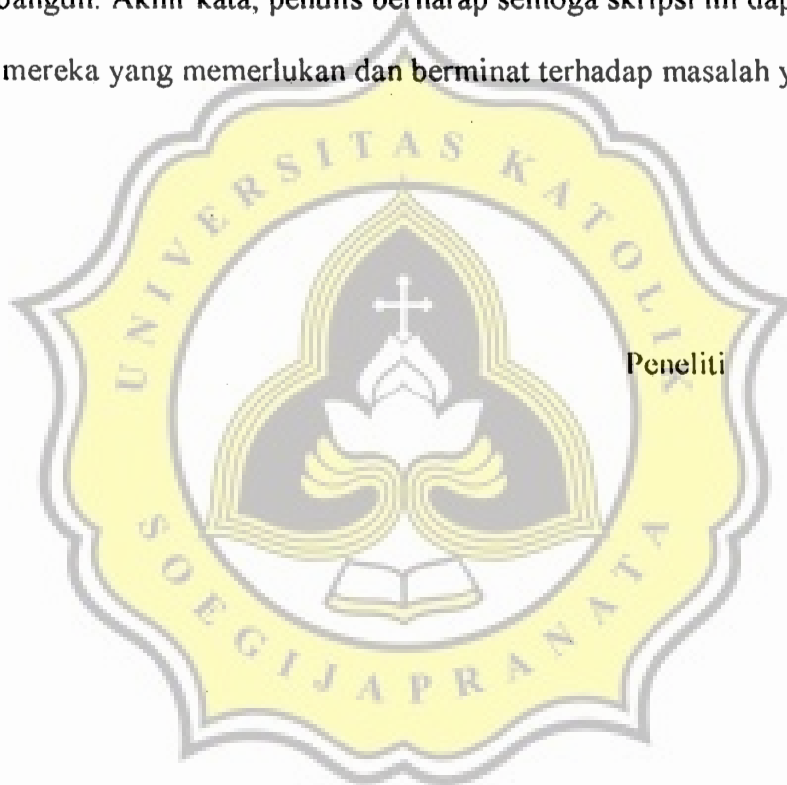 bangun. Akhir kata, penulis berharap semoga skripsi ini dap
mereka yang memerlukan dan berminat terhadap masalah y
UNIVERSITAS KATOLIK
Peneliti
SOEGIJAPRANATA